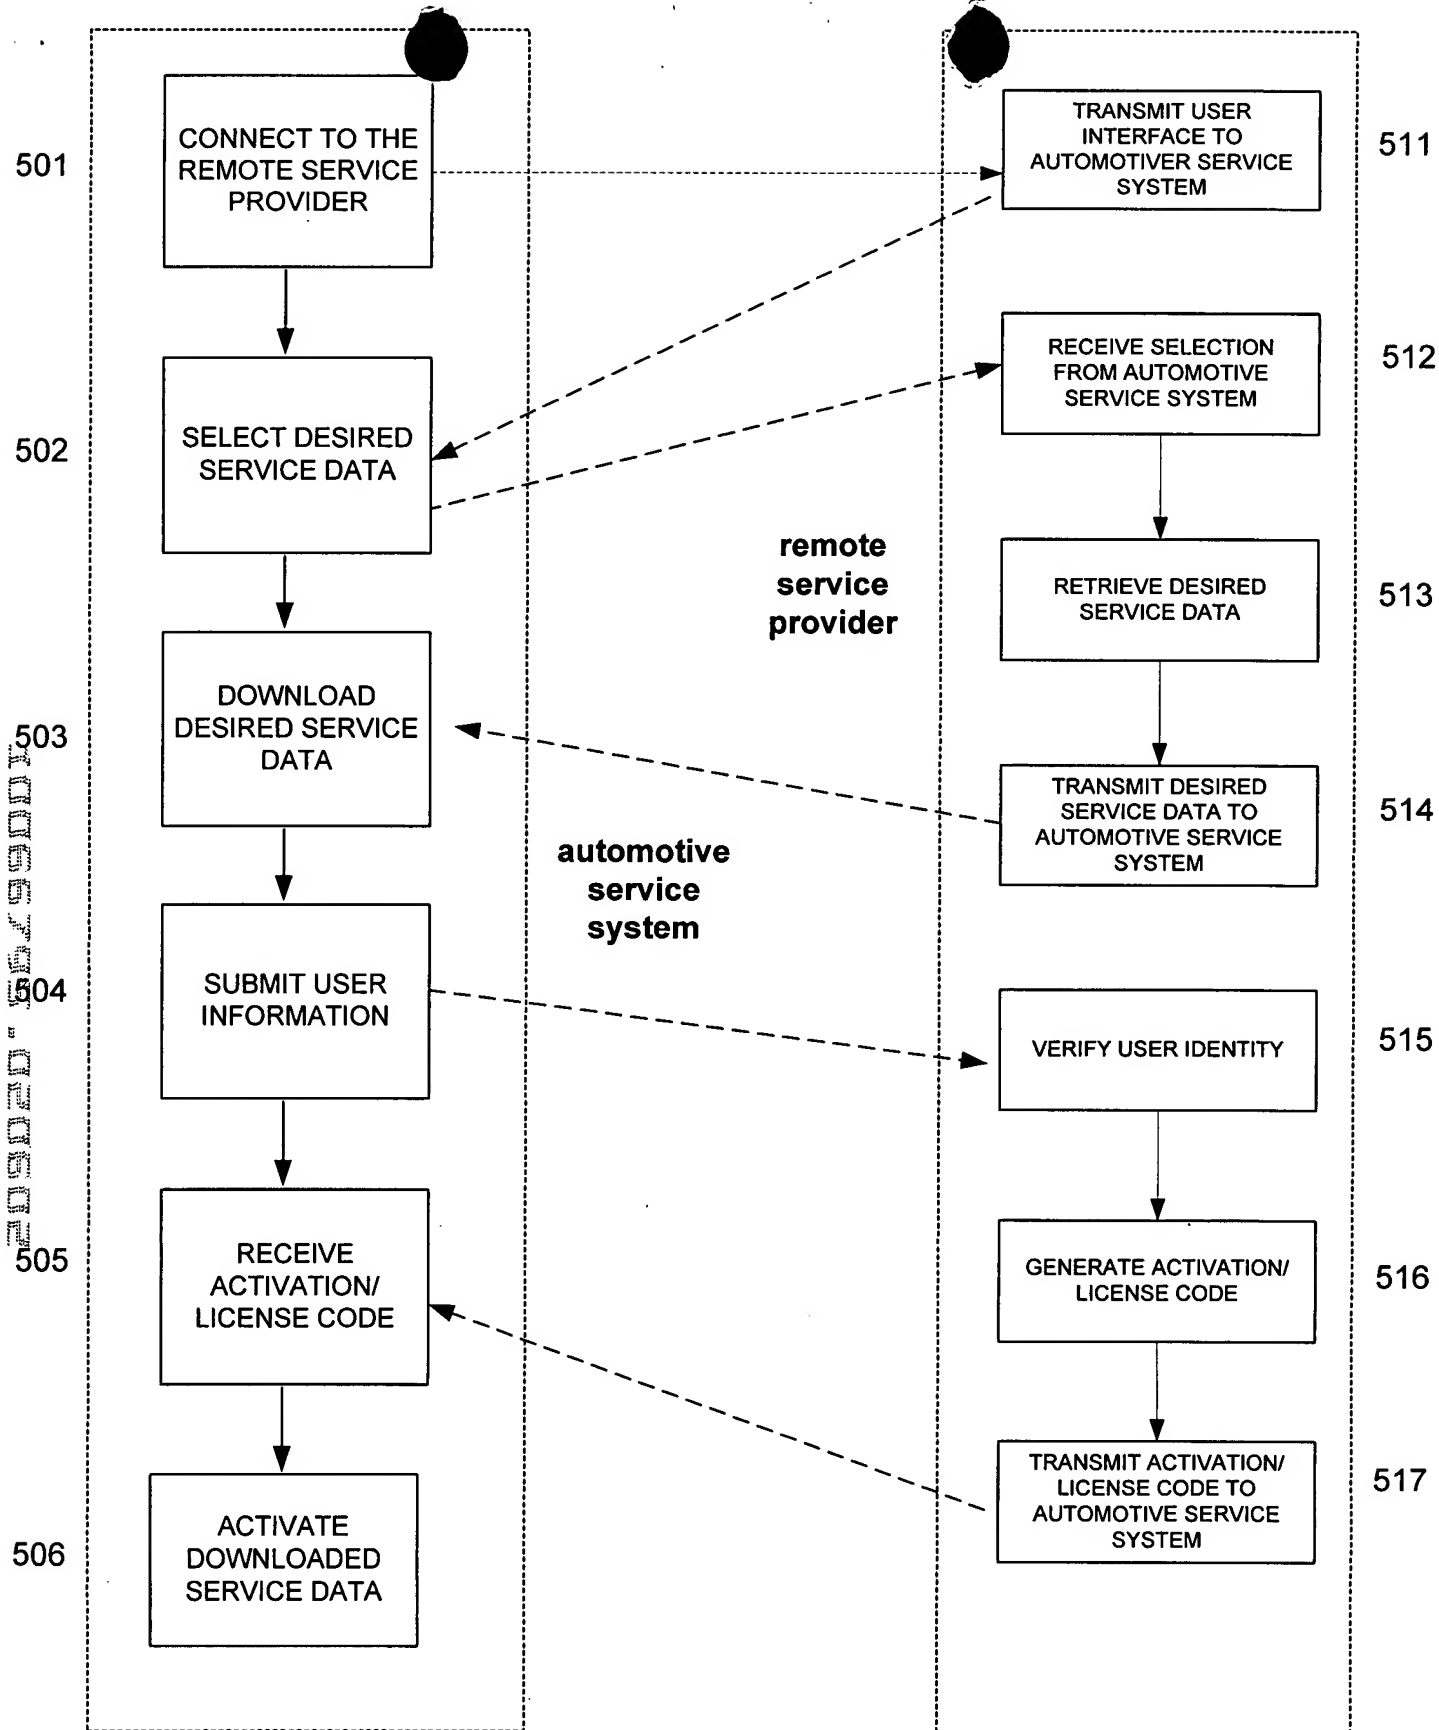 501
CONNECT TO THE
REMOTE SERVICE
PROVIDER
502
SELECT DESIRED
SERVICE DATA
503
DOWNLOAD
DESIRED SERVICE
DATA
504
SUBMIT USER
INFORMATION
505
RECEIVE
ACTIVATION/
LICENSE CODE
506
ACTIVATE
DOWNLOADED
SERVICE DATA
automotive
service
system
remote
service
provider
TRANSMIT USER
INTERFACE TO
AUTOMOTIVER SERVICE
SYSTEM
511
RECEIVE SELECTION
FROM AUTOMOTIVE
SERVICE SYSTEM
512
RETRIEVE DESIRED
SERVICE DATA
513
TRANSMIT DESIRED
SERVICE DATA TO
AUTOMOTIVE SERVICE
SYSTEM
514
VERIFY USER IDENTITY
515
GENERATE ACTIVATION/
LICENSE CODE
516
TRANSMIT ACTIVATION/
LICENSE CODE TO
AUTOMOTIVE SERVICE
SYSTEM
517
10066795.020602